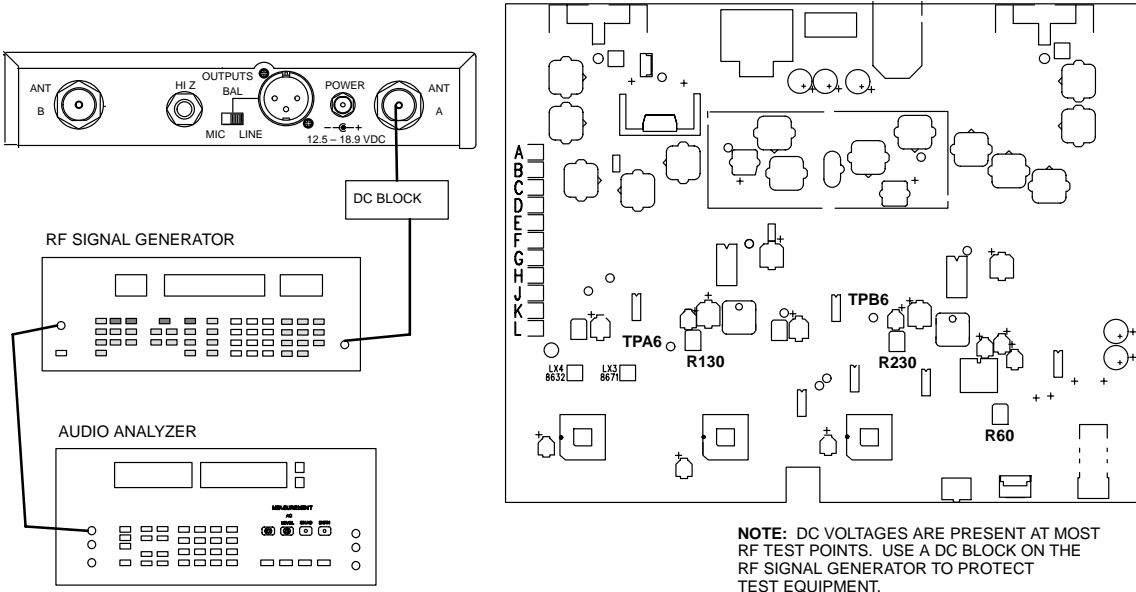 ANT
B
HI Z
OUTPUTS
BAL
MIC LINE
POWER
12.5 – 18.9 VDC
ANT
A
DC BLOCK
RF SIGNAL GENERATOR
AUDIO ANALYZER
MEASUREMENT
AC
LEVEL
A
B
C
D
E
F
G
H
J
K
L
TPA6
R130
TPB6
R230
LX4
8632
LX3
8671
R60
NOTE: DC VOLTAGES ARE PRESENT AT MOST
RF TEST POINTS. USE A DC BLOCK ON THE
RF SIGNAL GENERATOR TO PROTECT
TEST EQUIPMENT.